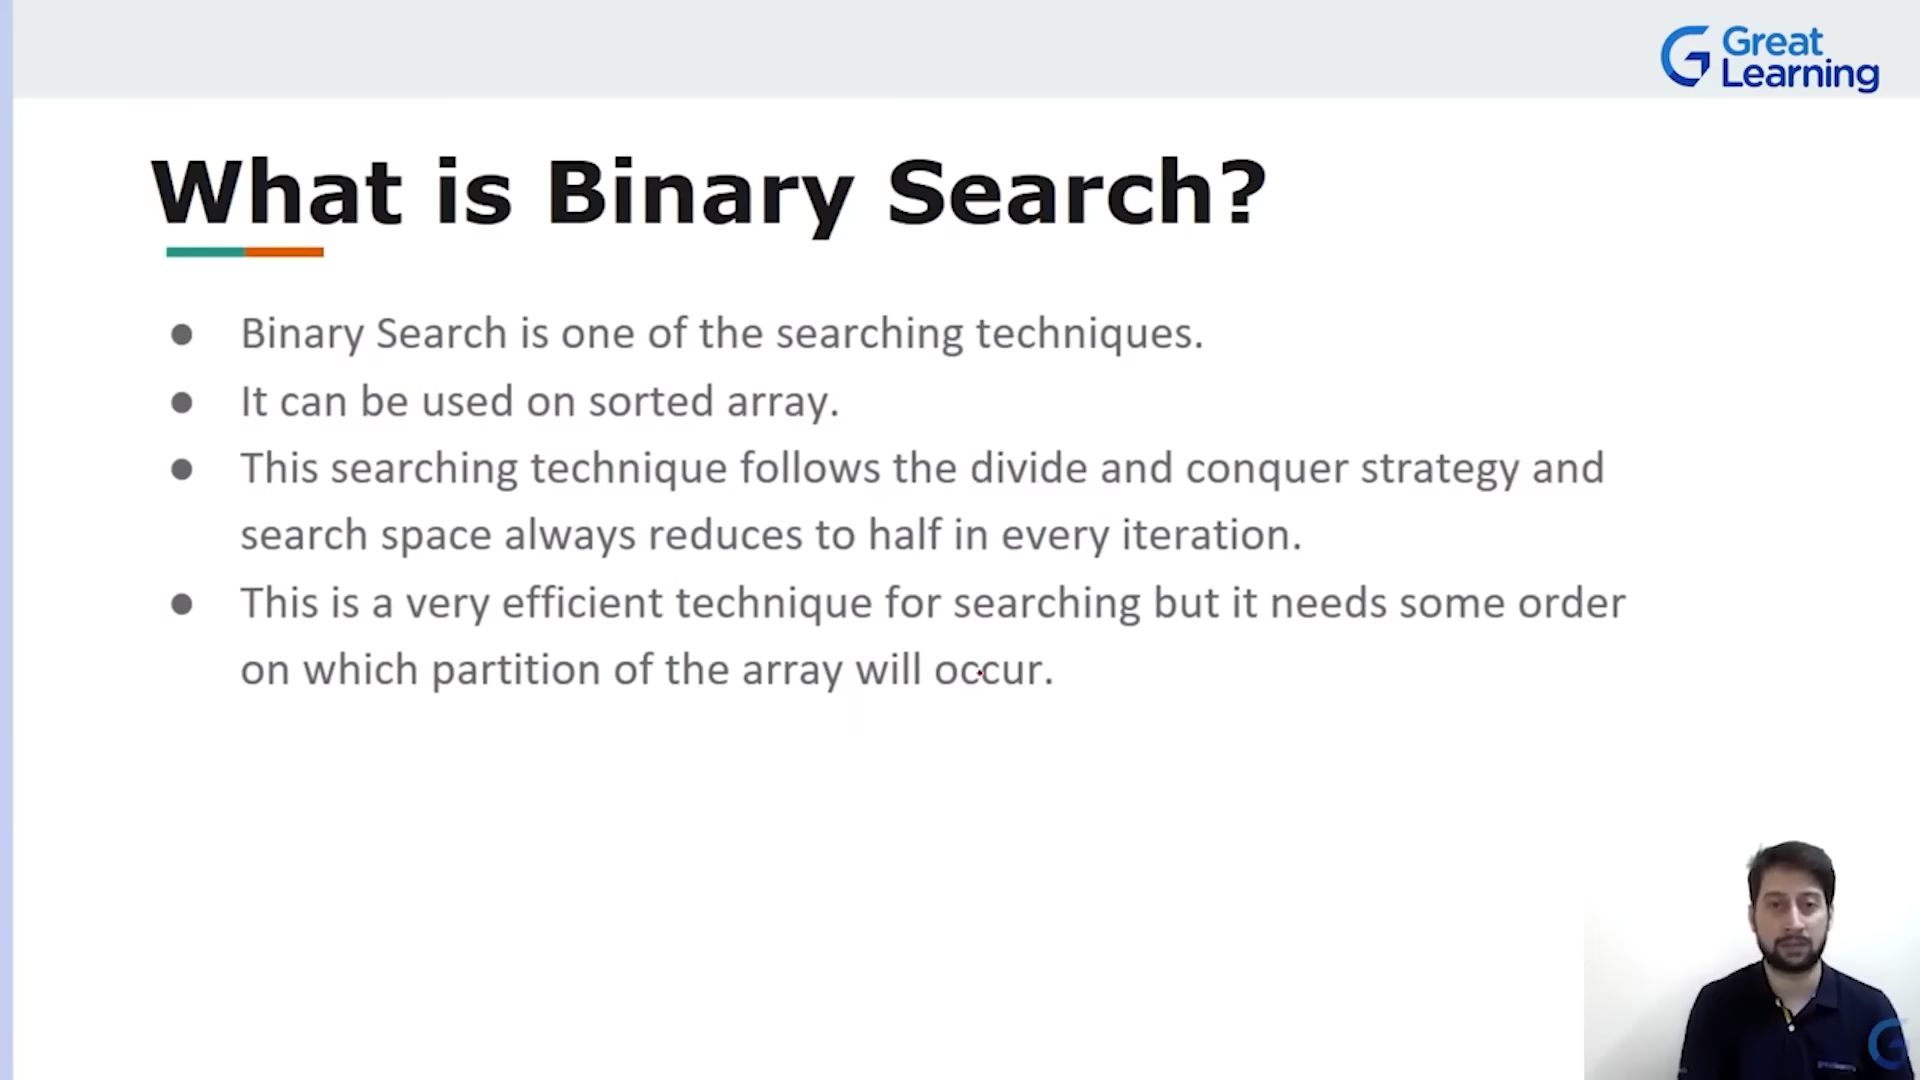 Great
Learning
What is Binary Search?
● Binary Search is one of the searching techniques.
● It can be used on sorted array.
● This searching technique follows the divide and conquer strategy and
search space always reduces to half in every iteration.
● This is a very efficient technique for searching but it needs some order
on which partition of the array will occur.